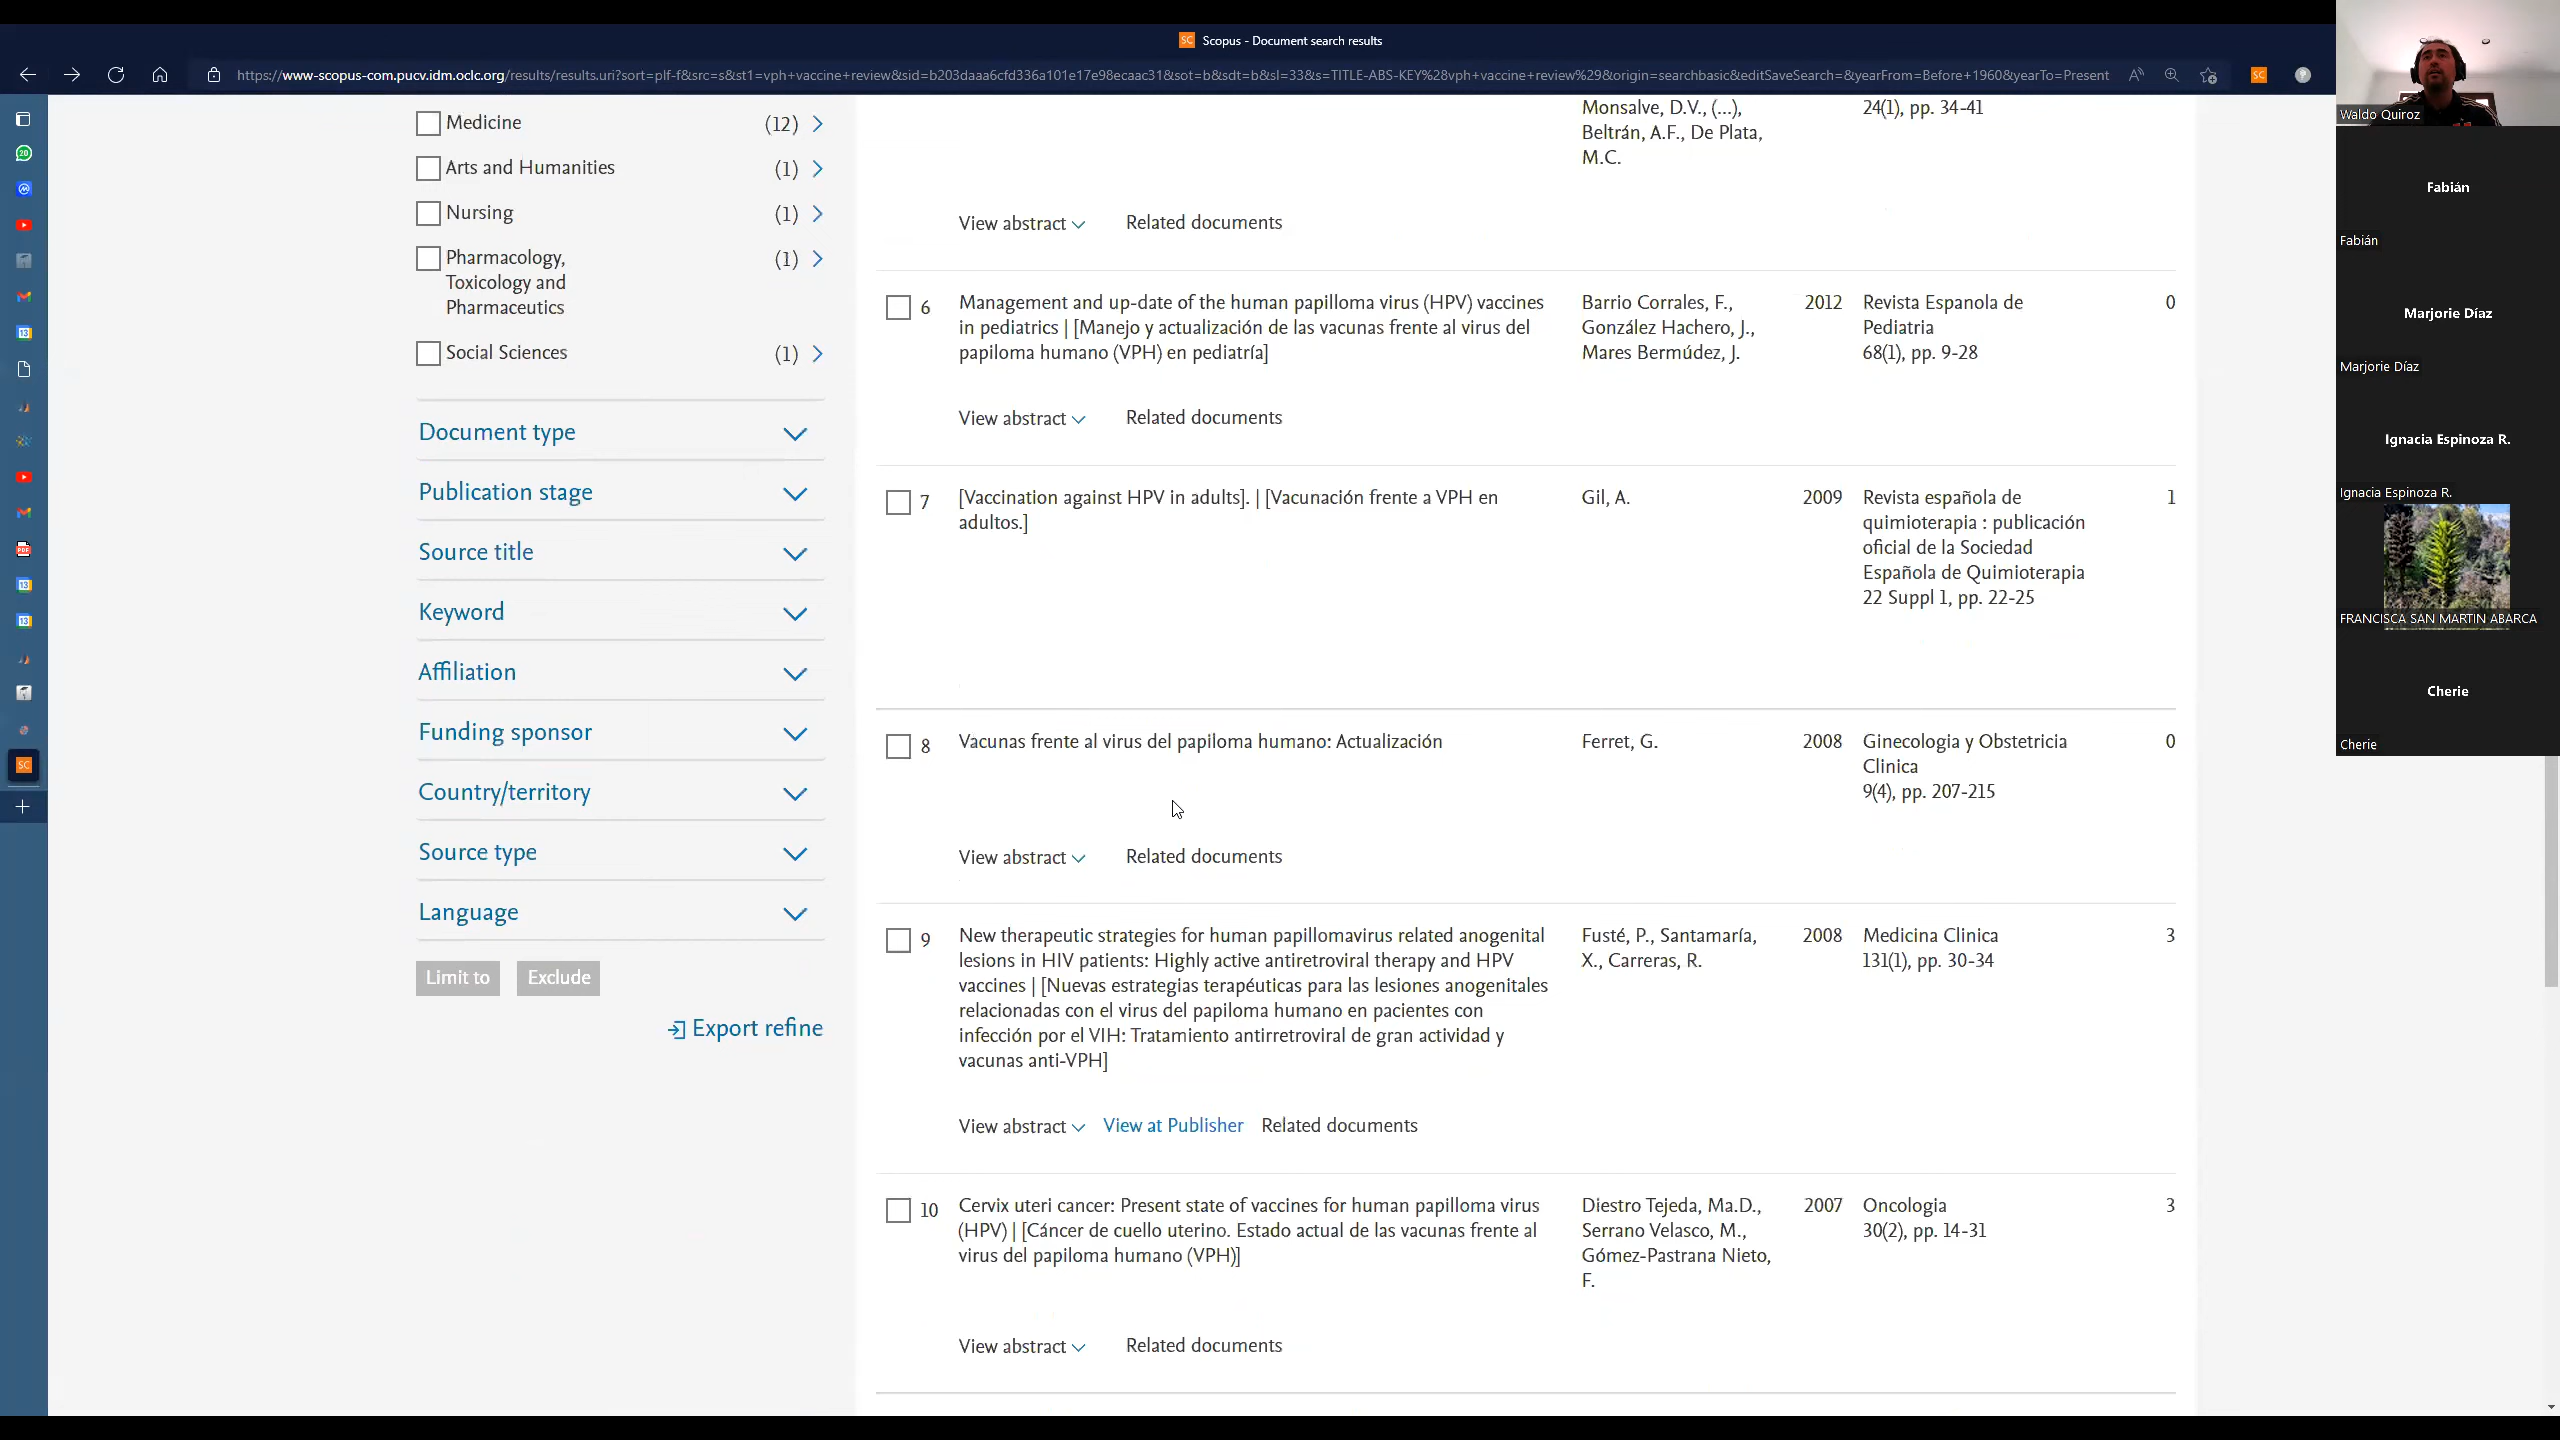 Scopus - Document search results
https://www-scopus-com.pucv.idm.oclc.org/results/results.uri?sort=plf-f&src=s&st1=vph+vaccine+review&sid=b203daaa6cfd336a101e17e98ecaac31&sot=b&sdt=b&sl=33&s=TITLE-ABS-KEY%28vph+vaccine+review%29&origin=searchbasic&editSaveSearch=&yearFrom=Before+1960&yearTo=Present
Medicine (12)
Arts and Humanities (1)
Nursing (1)
Pharmacology,
Toxicology and
Pharmaceutics (1)
Social Sciences (1)
Document type
Publication stage
Source title
Keyword
Affiliation
Funding sponsor
Country/territory
Source type
Language
Limit to
Exclude
Export refine
Monsalve, D.V., (...),
Beltrán, A.F., De Plata,
M.C.
24(1), pp. 34-41
View abstract Related documents
6
Management and up-date of the human papilloma virus (HPV) vaccines
in pediatrics | [Manejo y actualización de las vacunas frente al virus del
papiloma humano (VPH) en pediatría]
Barrio Corrales, F.,
González Hachero, J.,
Mares Bermúdez, J.
2012
Revista Espanola de
Pediatria
68(1), pp. 9-28
0
View abstract Related documents
7
[Vaccination against HPV in adults]. | [Vacunación frente a VPH en
adultos.]
Gil, A.
2009
Revista española de
quimioterapia : publicación
oficial de la Sociedad
Española de Quimioterapia
22 Suppl 1, pp. 22-25
1
8
Vacunas frente al virus del papiloma humano: Actualización
Ferret, G.
2008
Ginecologia y Obstetricia
Clinica
9(4), pp. 207-215
0
View abstract Related documents
9
New therapeutic strategies for human papillomavirus related anogenital
lesions in HIV patients: Highly active antiretroviral therapy and HPV
vaccines | [Nuevas estrategias terapéuticas para las lesiones anogenitales
relacionadas con el virus del papiloma humano en pacientes con
infección por el VIH: Tratamiento antirretroviral de gran actividad y
vacunas anti-VPH]
Fusté, P., Santamaría,
X., Carreras, R.
2008
Medicina Clinica
131(1), pp. 30-34
3
View abstract View at Publisher Related documents
10
Cervix uteri cancer: Present state of vaccines for human papilloma virus
(HPV) | [Cáncer de cuello uterino. Estado actual de las vacunas frente al
virus del papiloma humano (VPH)]
Diestro Tejeda, Ma.D.,
Serrano Velasco, M.,
Gómez-Pastrana Nieto,
F.
2007
Oncologia
30(2), pp. 14-31
3
View abstract Related documents
Waldo Quiroz
Fabián
Fabián
Marjorie Díaz
Marjorie Díaz
Ignacia Espinoza R.
Ignacia Espinoza R.
FRANCISCA SAN MARTIN ABARCA
Cherie
Cherie